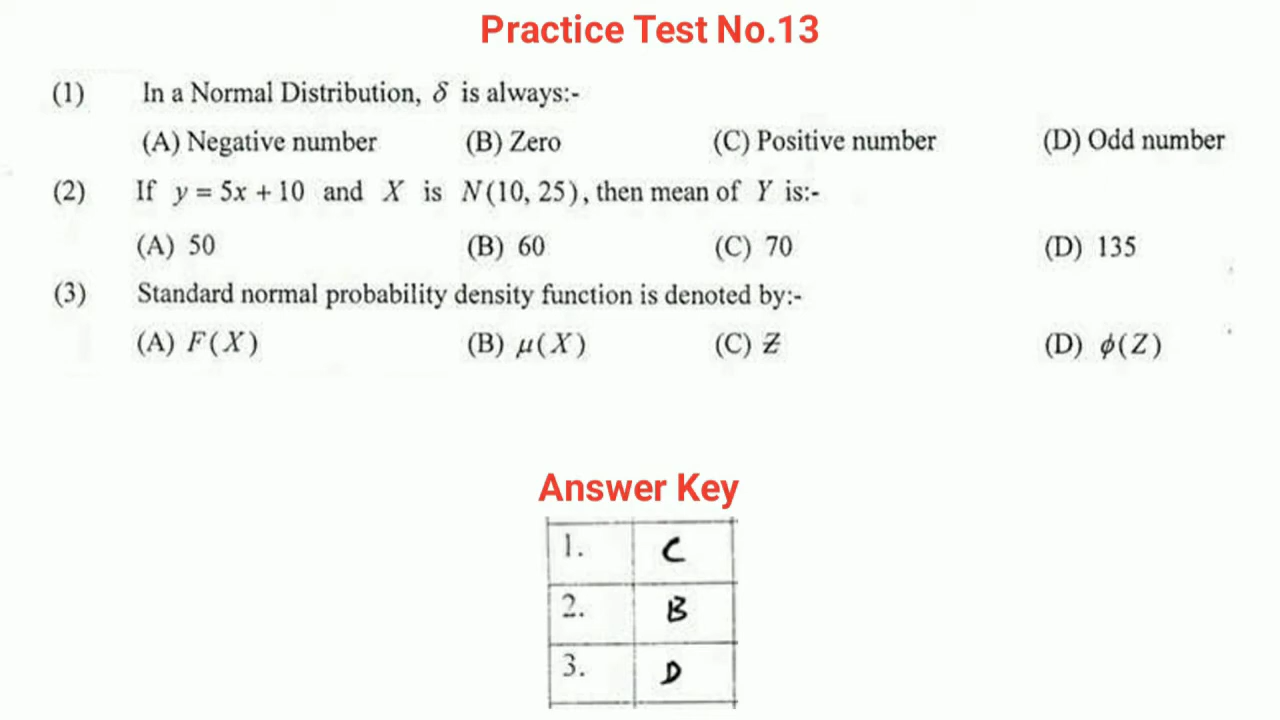 Practice Test No.13
(1) In a Normal Distribution, δ is always:-
(A) Negative number (B) Zero (C) Positive number (D) Odd number
(2) If y = 5x + 10 and X is N(10, 25), then mean of Y is:-
(A) 50 (B) 60 (C) 70 (D) 135
(3) Standard normal probability density function is denoted by:-
(A) F(X) (B) μ(X) (C) Ƶ (D) ϕ(Z)
Answer Key
1. C
2. B
3. D